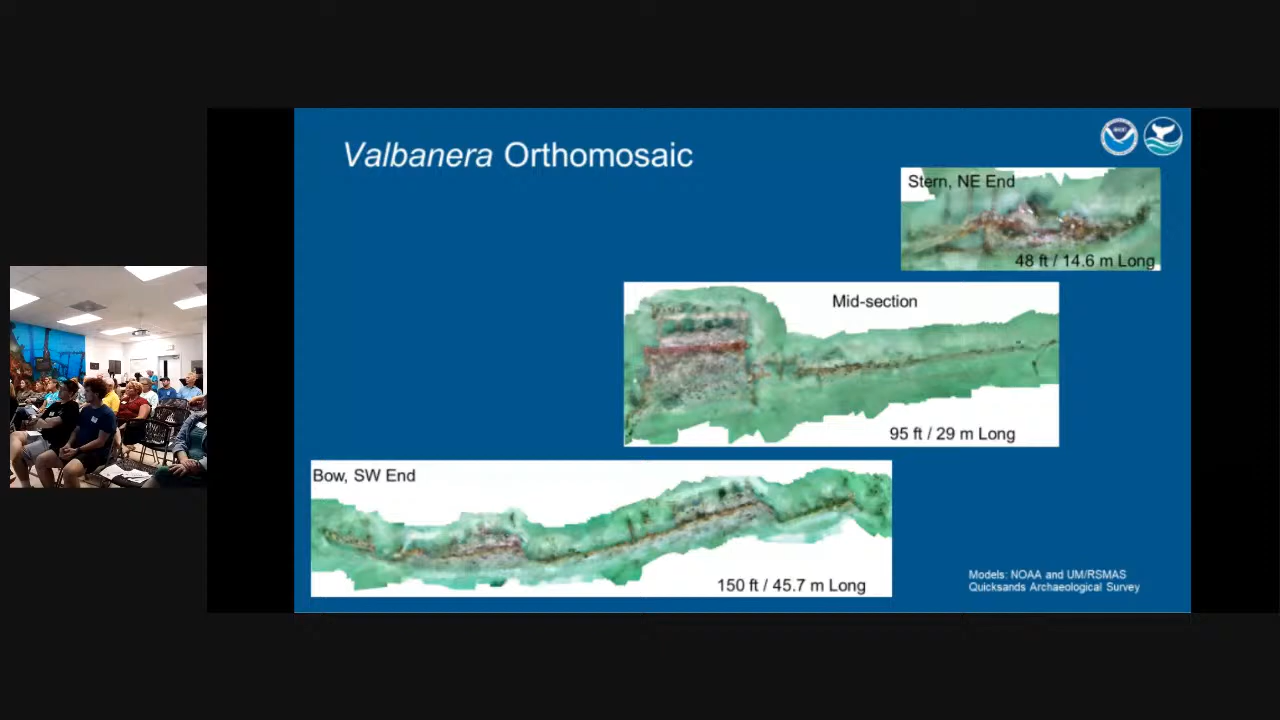 Valbanera Orthomosaic
Stern, NE End
48 ft / 14.6 m Long
Mid-section
95 ft / 29 m Long
Bow, SW End
150 ft / 45.7 m Long
Models: NOAA and UM/RSMAS
Quicksands Archaeological Survey